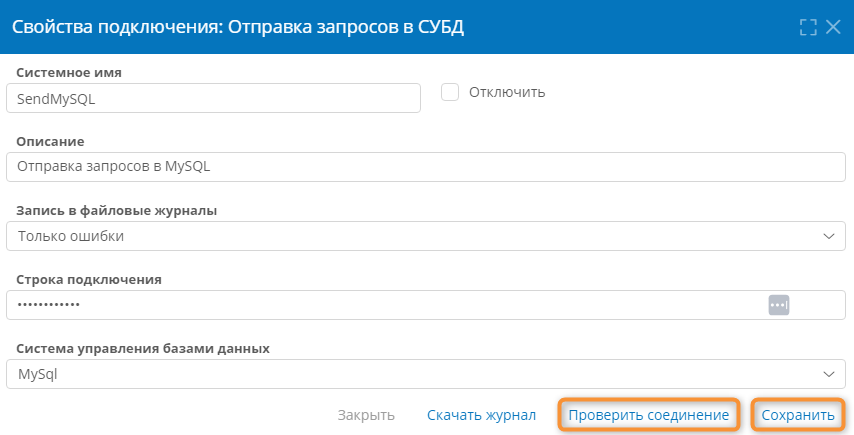 Свойства подключения: Отправка запросов в СУБД
Системное имя
SendMySQL
Отключить
Описание
Отправка запросов в MySQL
Запись в файловые журналы
Только ошибки
Строка подключения
••••••••••••
Система управления базами данных
MySql
Закрыть Скачать журнал Проверить соединение Сохранить